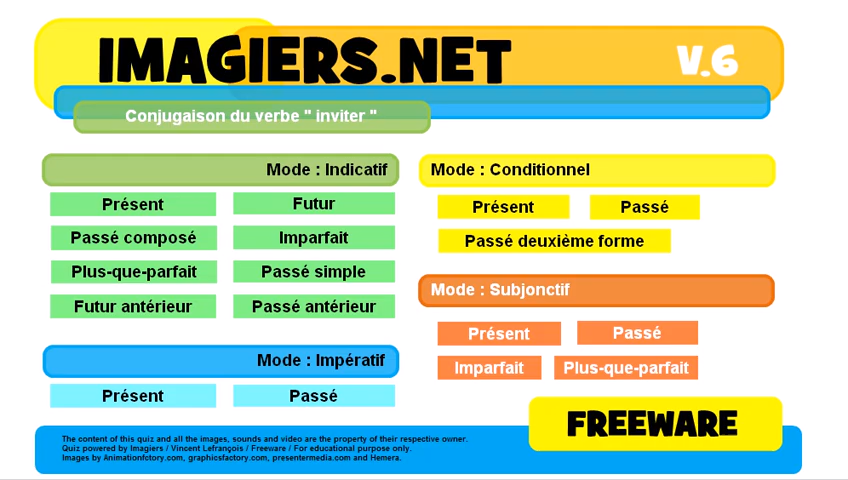 IMAGIERS.NET
V.6
Conjugaison du verbe " inviter "
Mode : Indicatif
Présent
Futur
Passé composé
Imparfait
Plus-que-parfait
Passé simple
Futur antérieur
Passé antérieur
Mode : Impératif
Présent
Passé
Mode : Conditionnel
Présent
Passé
Passé deuxième forme
Mode : Subjonctif
Présent
Passé
Imparfait
Plus-que-parfait
FREEWARE
The content of this quiz and all the images, sounds and video are the property of their respective owner.
Quiz powered by Imagiers / Vincent Lefrançois / Freeware / For educational purpose only.
Images by Animationfctory.com, graphicsfactory.com, presentermedia.com and Hemera.